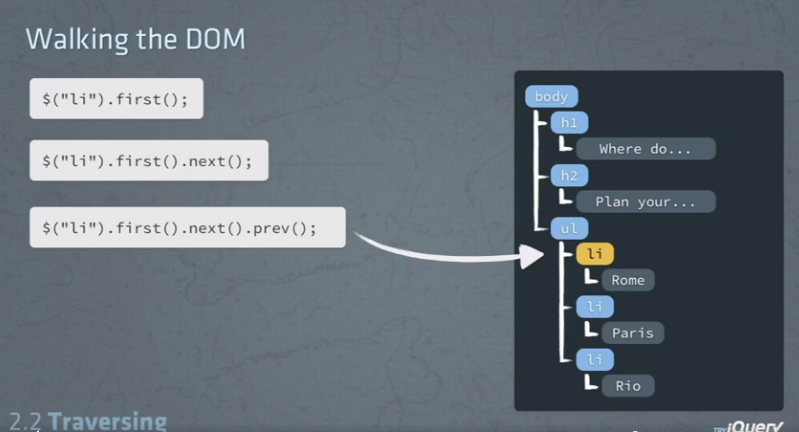 Walking the DOM
$("li").first();
$("li").first().next();
$("li").first().next().prev();
body
h1
Where do...
h2
Plan your...
ul
li
Rome
li
Paris
li
Rio
2.2 Traversing
TRY jQuery